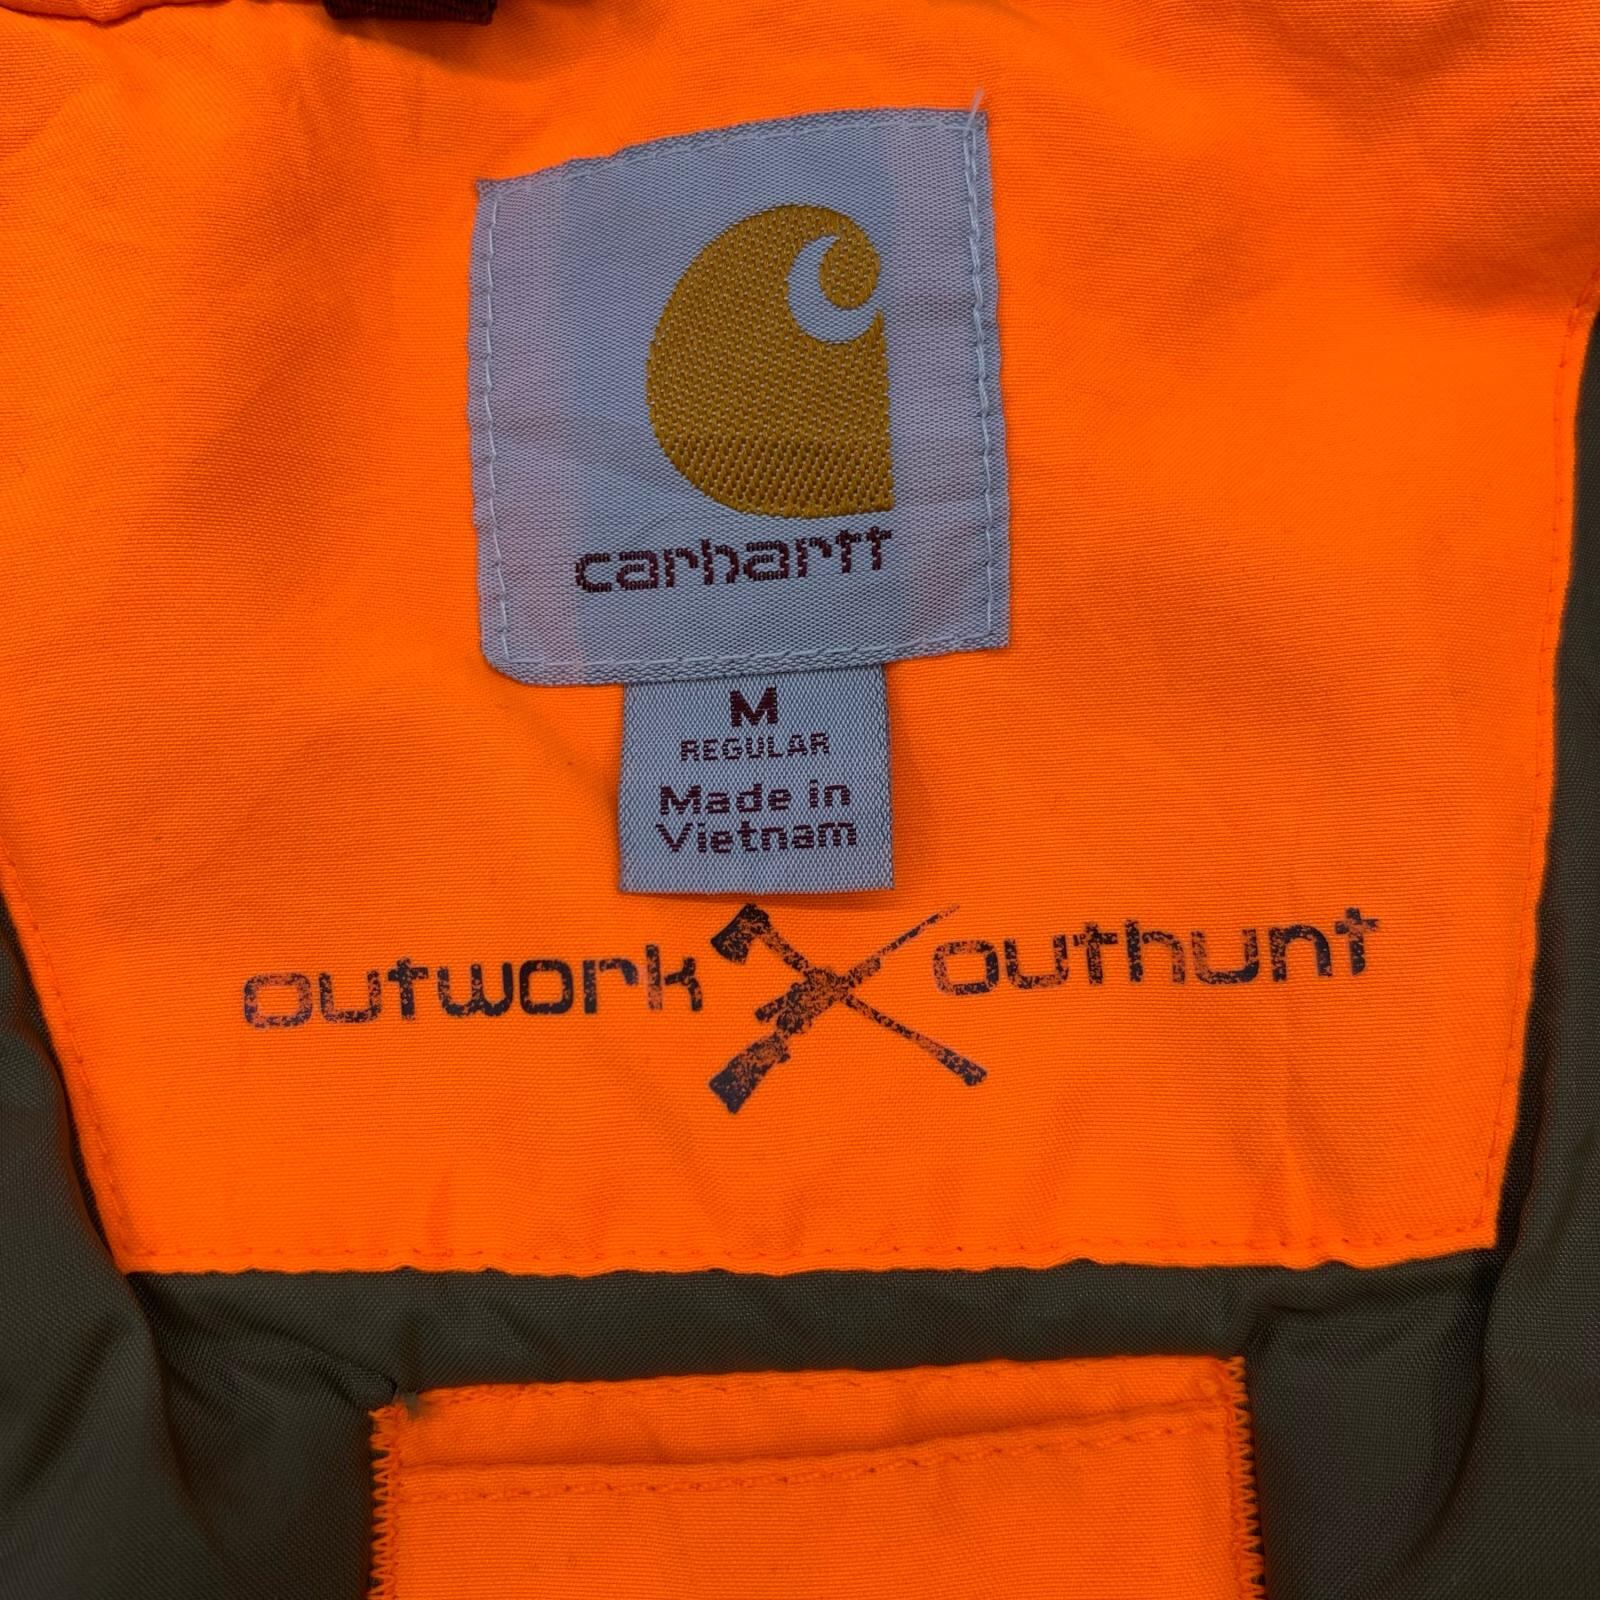 carhartt
M
REGULAR
Made in
Vietnam
outwork outhunt